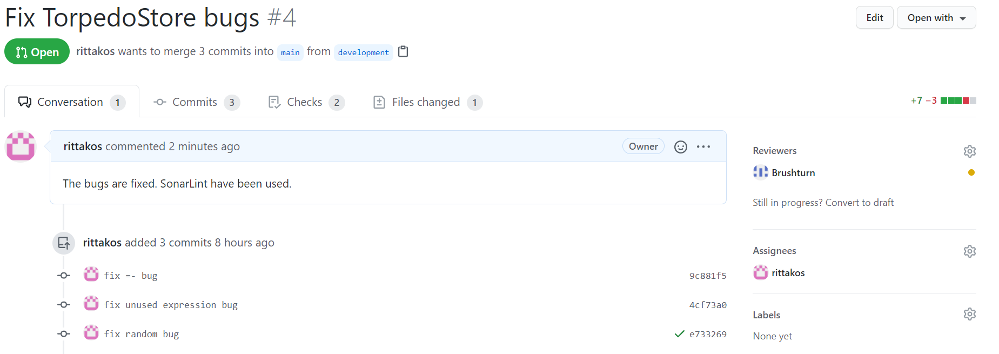 Fix TorpedoStore bugs #4
Edit
Open with
Open
rittakos wants to merge 3 commits into main from development
Conversation 1
Commits 3
Checks 2
Files changed 1
+7 −3
rittakos commented 2 minutes ago
Owner
The bugs are fixed. SonarLint have been used.
rittakos added 3 commits 8 hours ago
fix =- bug 9c881f5
fix unused expression bug 4cf73a0
fix random bug e733269
Reviewers
Brushturn
Still in progress? Convert to draft
Assignees
rittakos
Labels
None yet